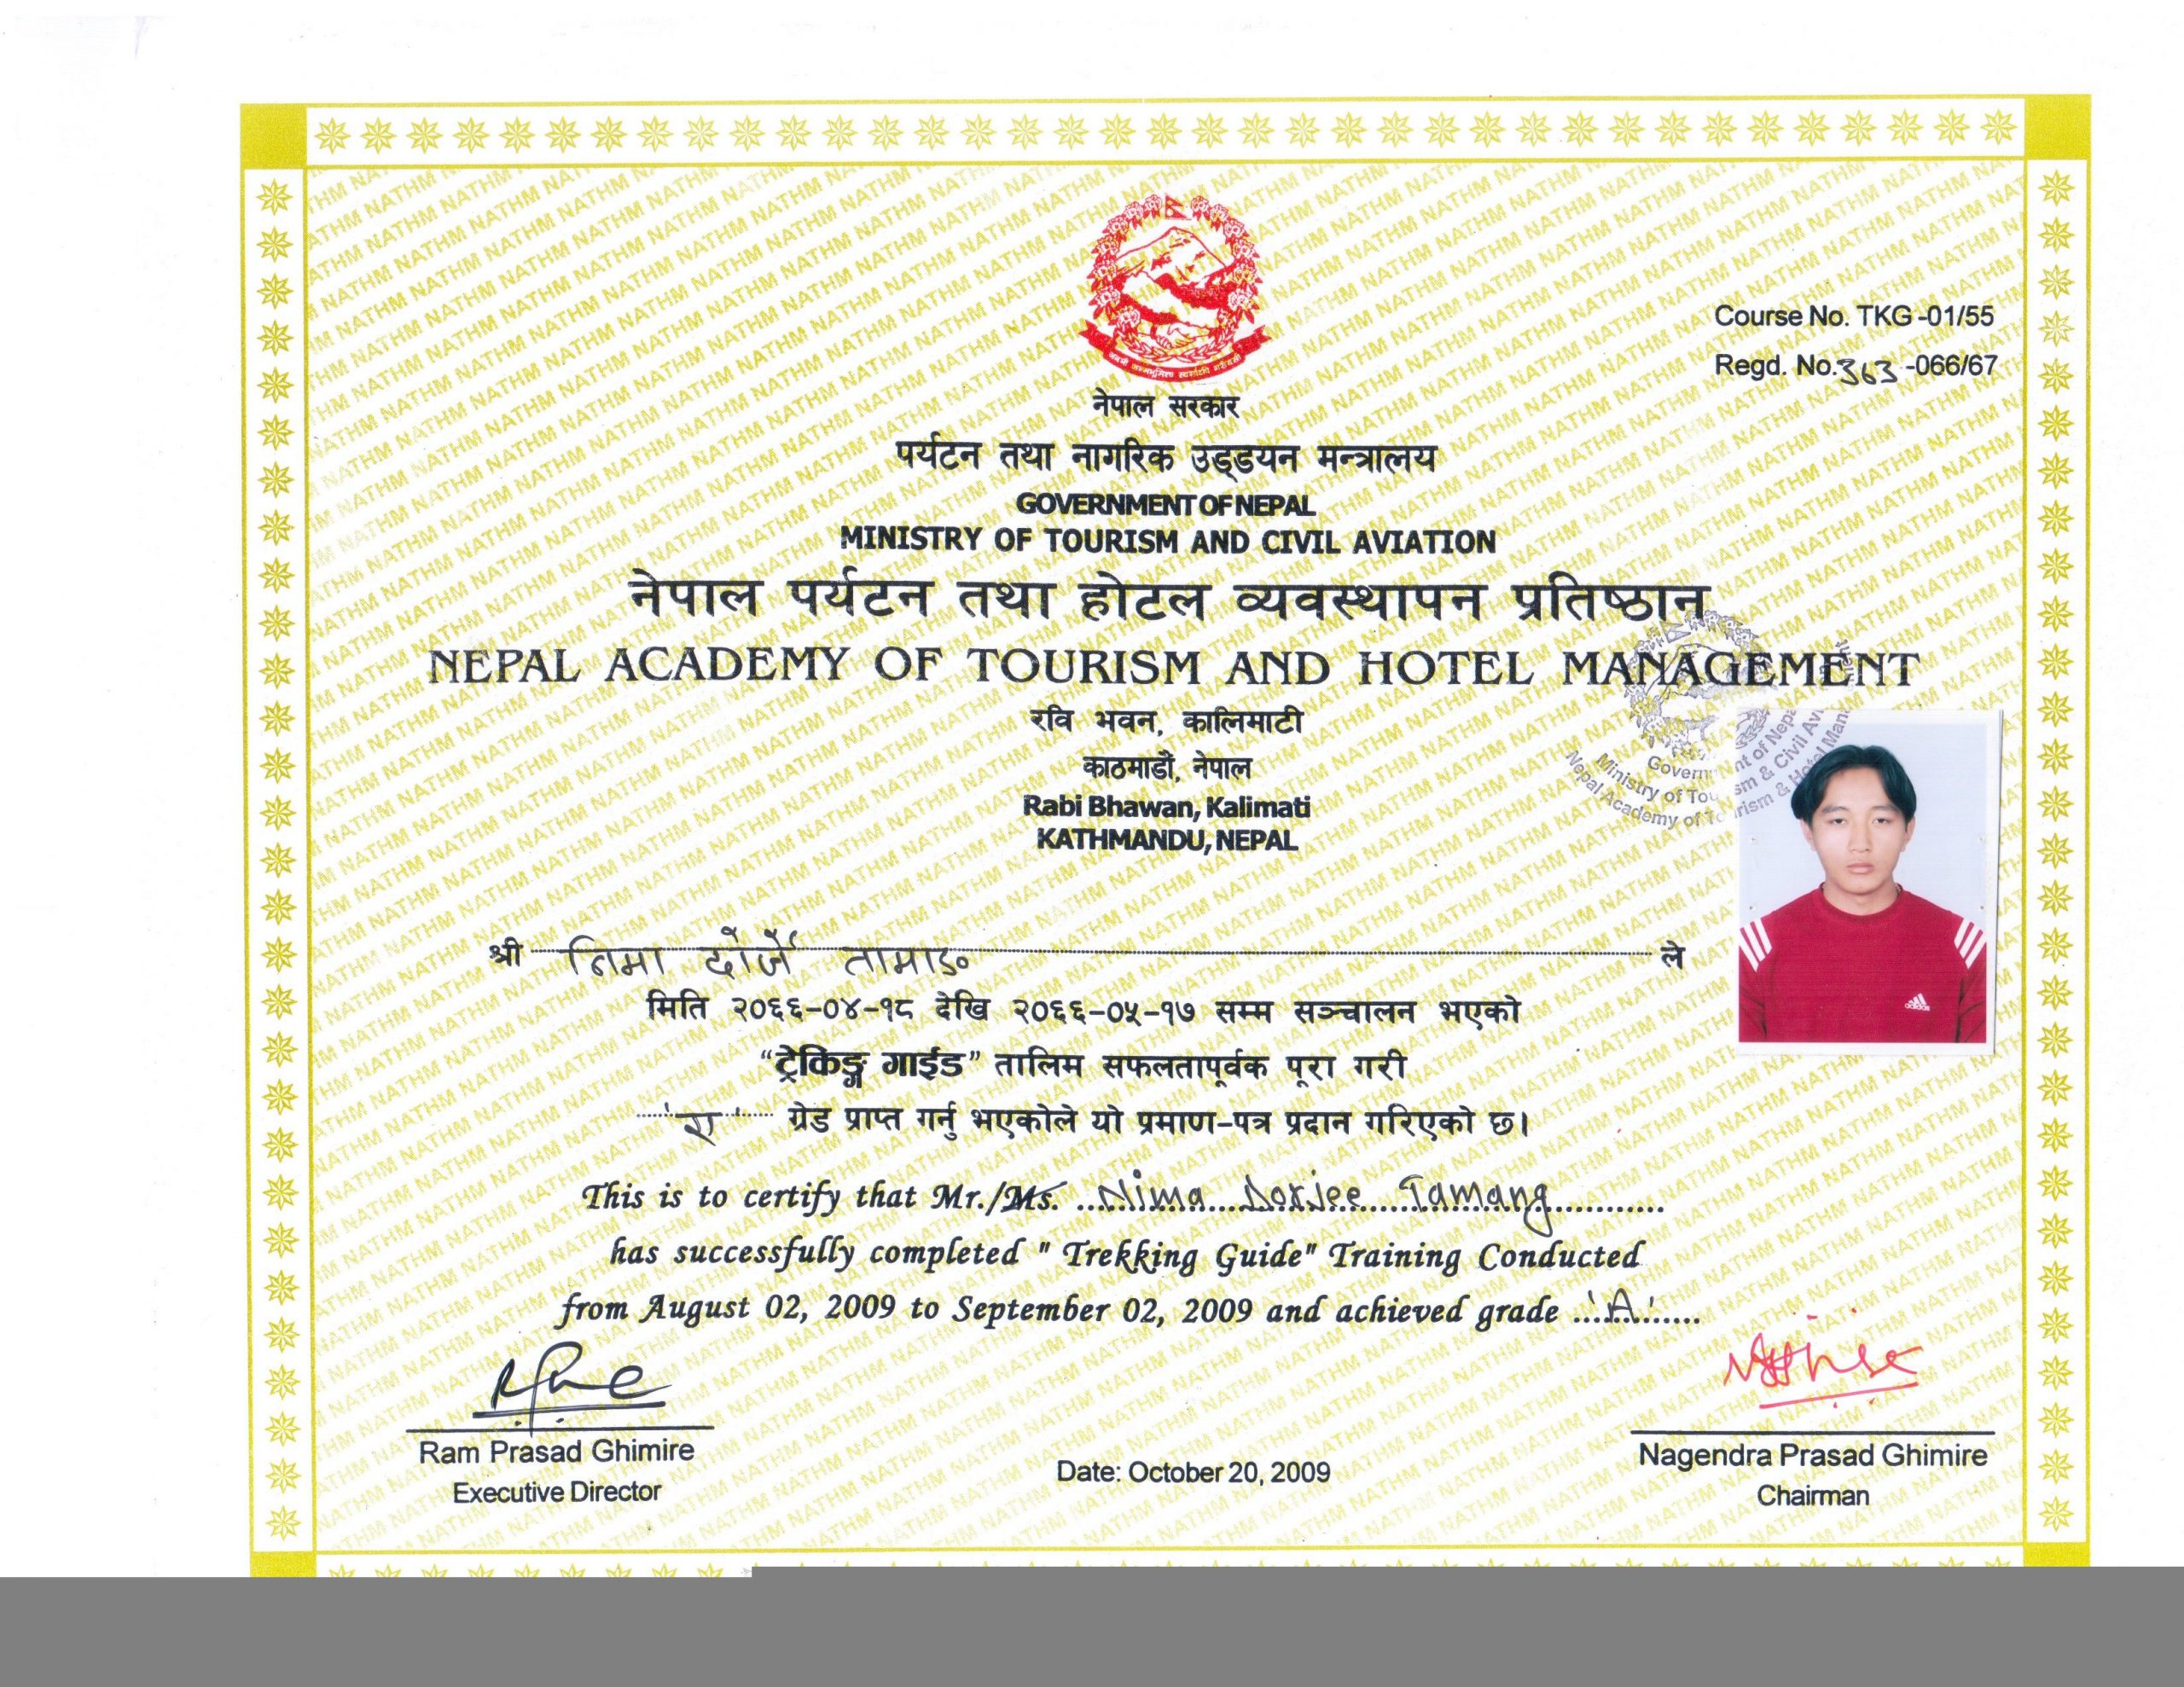 Course No. TKG-01/55
Regd. No. 363-066/67
नेपाल सरकार
पर्यटन तथा नागरिक उड्डयन मन्त्रालय
GOVERNMENT OF NEPAL
MINISTRY OF TOURISM AND CIVIL AVIATION
नेपाल पर्यटन तथा होटल व्यवस्थापन प्रतिष्ठान
NEPAL ACADEMY OF TOURISM AND HOTEL MANAGEMENT
रवि भवन, कालिमाटी
काठमाडौं, नेपाल
Rabi Bhawan, Kalimati
KATHMANDU, NEPAL
Ministry of Tourism & Civil
Nepal Academy of Tourism & Hotel
adidas
श्री निमा दोर्जे तामाङ ले
मिति २०६६-०४-१८ देखि २०६६-०५-१७ सम्म सञ्चालन भएको
“ट्रेकिङ्ग गाईड” तालिम सफलतापूर्वक पूरा गरी
'ए' ग्रेड प्राप्त गर्नु भएकोले यो प्रमाण-पत्र प्रदान गरिएको छ।
This is to certify that Mr./Ms. Nima Dorjee Tamang
has successfully completed " Trekking Guide" Training Conducted
from August 02, 2009 to September 02, 2009 and achieved grade 'A'
Ram Prasad Ghimire
Executive Director
Date: October 20, 2009
Nagendra Prasad Ghimire
Chairman